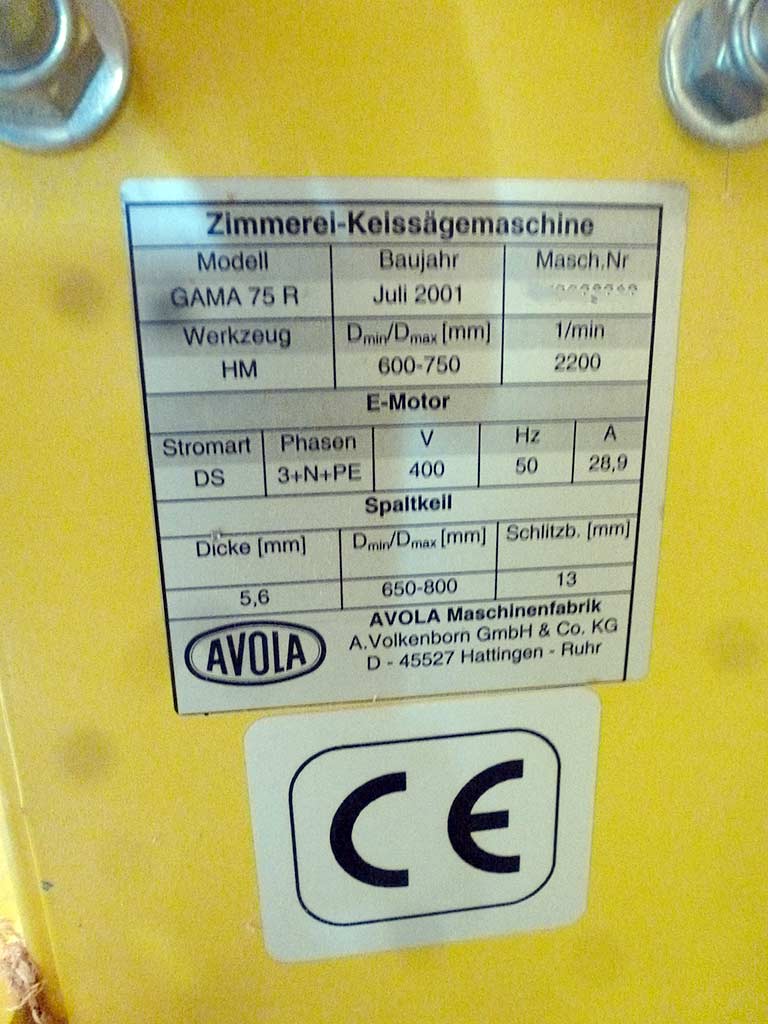 Zimmerei-Keissägemaschine
Modell Baujahr Masch.Nr
GAMA 75 R Juli 2001
Werkzeug Dmin/Dmax [mm] 1/min
HM 600-750 2200
E-Motor
Stromart Phasen V Hz A
DS 3+N+PE 400 50 28,9
Spaltkeil
Dicke [mm] Dmin/Dmax [mm] Schlitzb. [mm]
5,6 650-800 13
AVOLA Maschinenfabrik
A.Volkenborn GmbH & Co. KG
D - 45527 Hattingen - Ruhr
AVOLA
CE